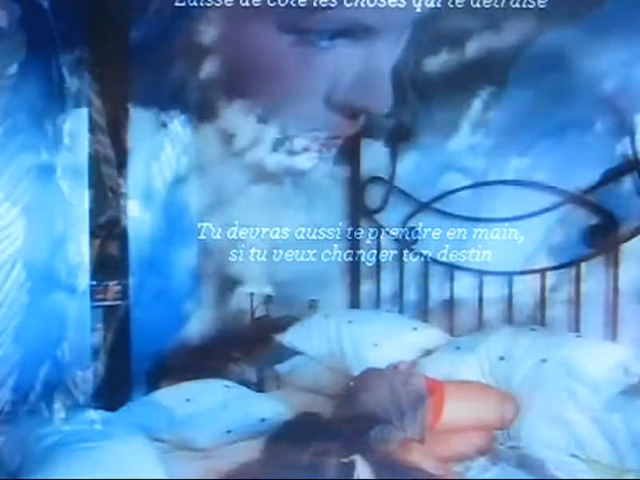 Laisse de côté les choses qui te détruise
Tu devras aussi te prendre en main,
si tu veux changer ton destin